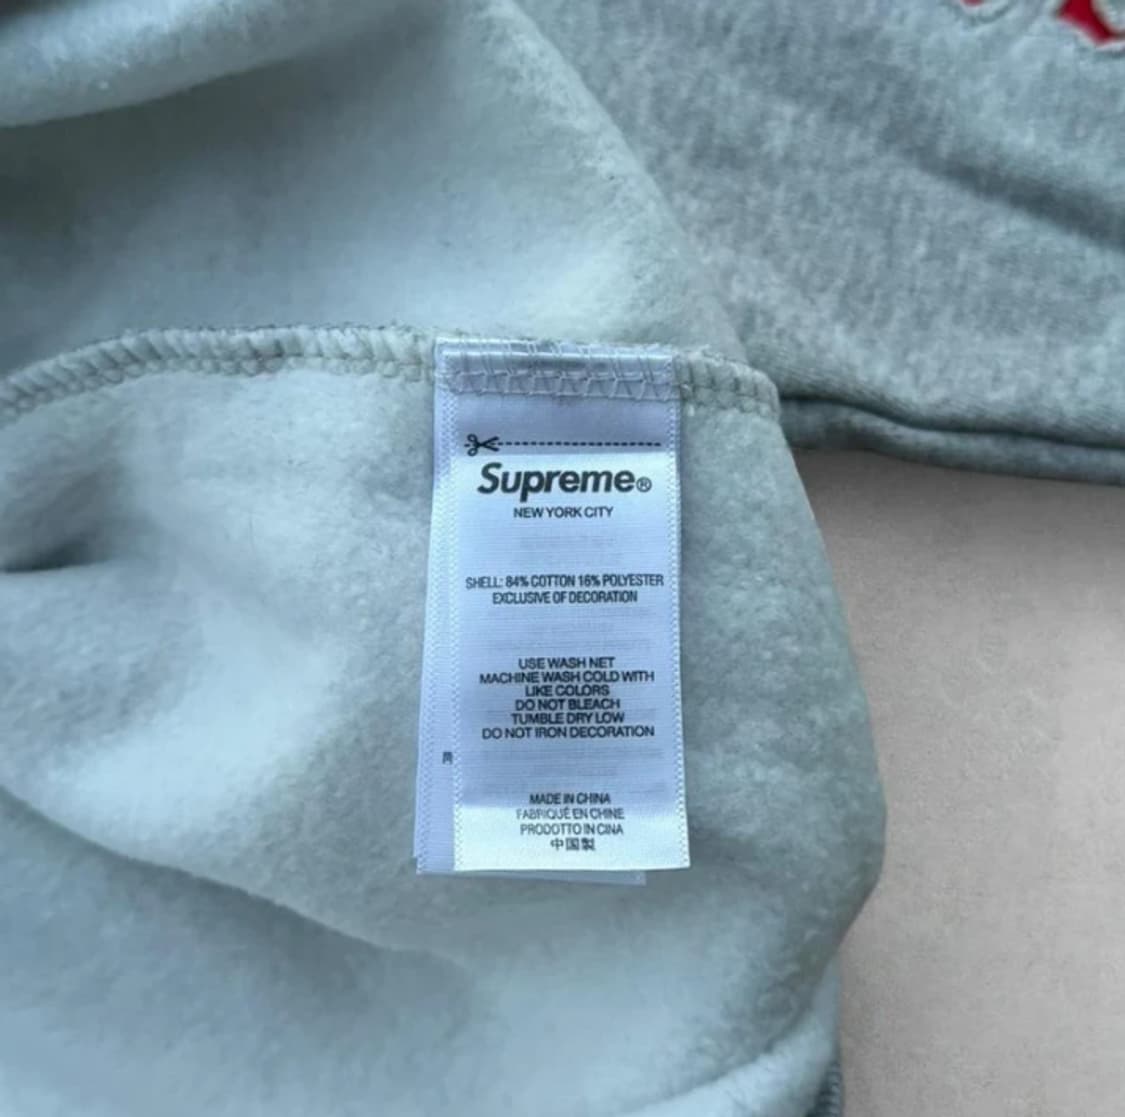 Supreme®
NEW YORK CITY
SHELL: 84% COTTON 16% POLYESTER
EXCLUSIVE OF DECORATION
USE WASH NET
MACHINE WASH COLD WITH
LIKE COLORS
DO NOT BLEACH
TUMBLE DRY LOW
DO NOT IRON DECORATION
MADE IN CHINA
FABRIQUÉ EN CHINE
PRODOTTO IN CINA
中国製